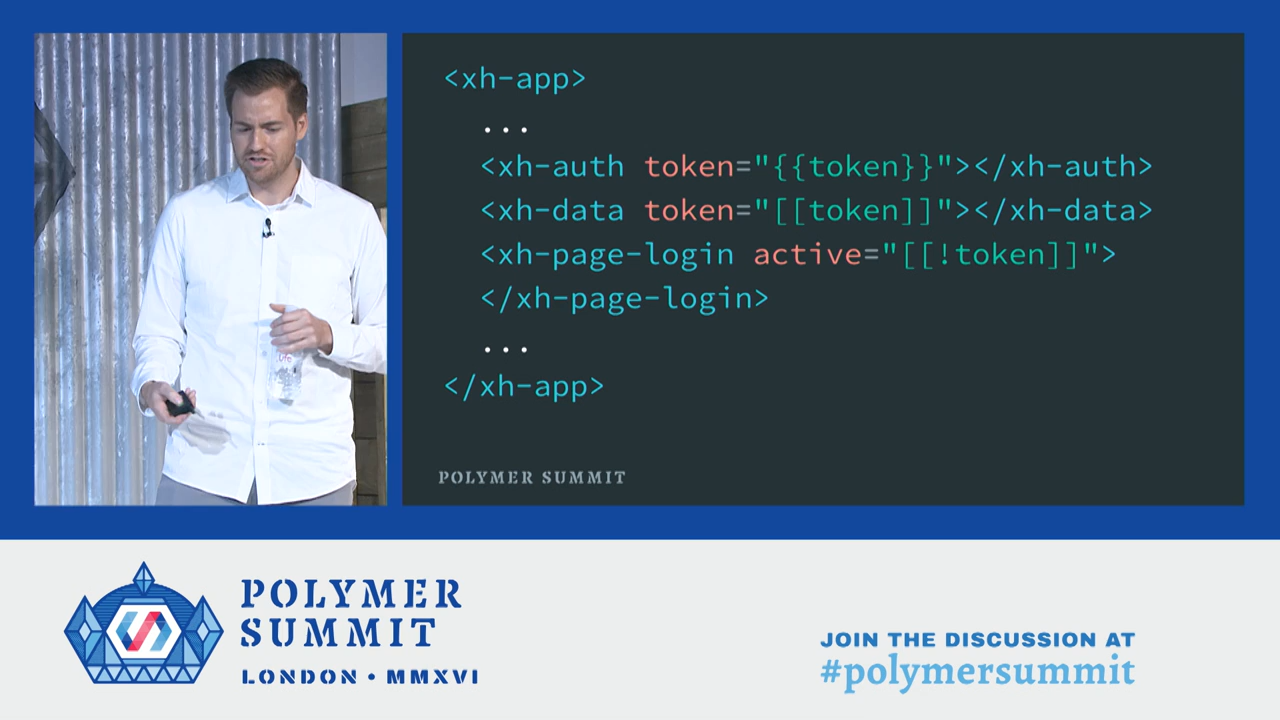 <xh-app>
...
<xh-auth token="{{token}}"></xh-auth>
<xh-data token="[[token]]"></xh-data>
<xh-page-login active="[[!token]]">
</xh-page-login>
...
</xh-app>
POLYMER SUMMIT
POLYMER
SUMMIT
LONDON • MMXVI
JOIN THE DISCUSSION AT
#polymersummit